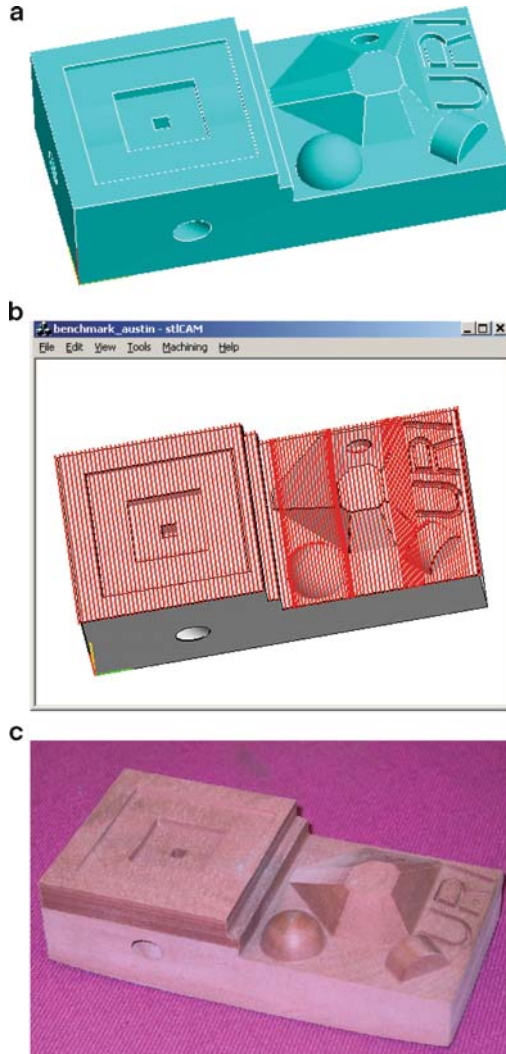 a
URI
b
benchmark_austin - stlCAM
File Edit View Tools Machining Help
URI
c
URI